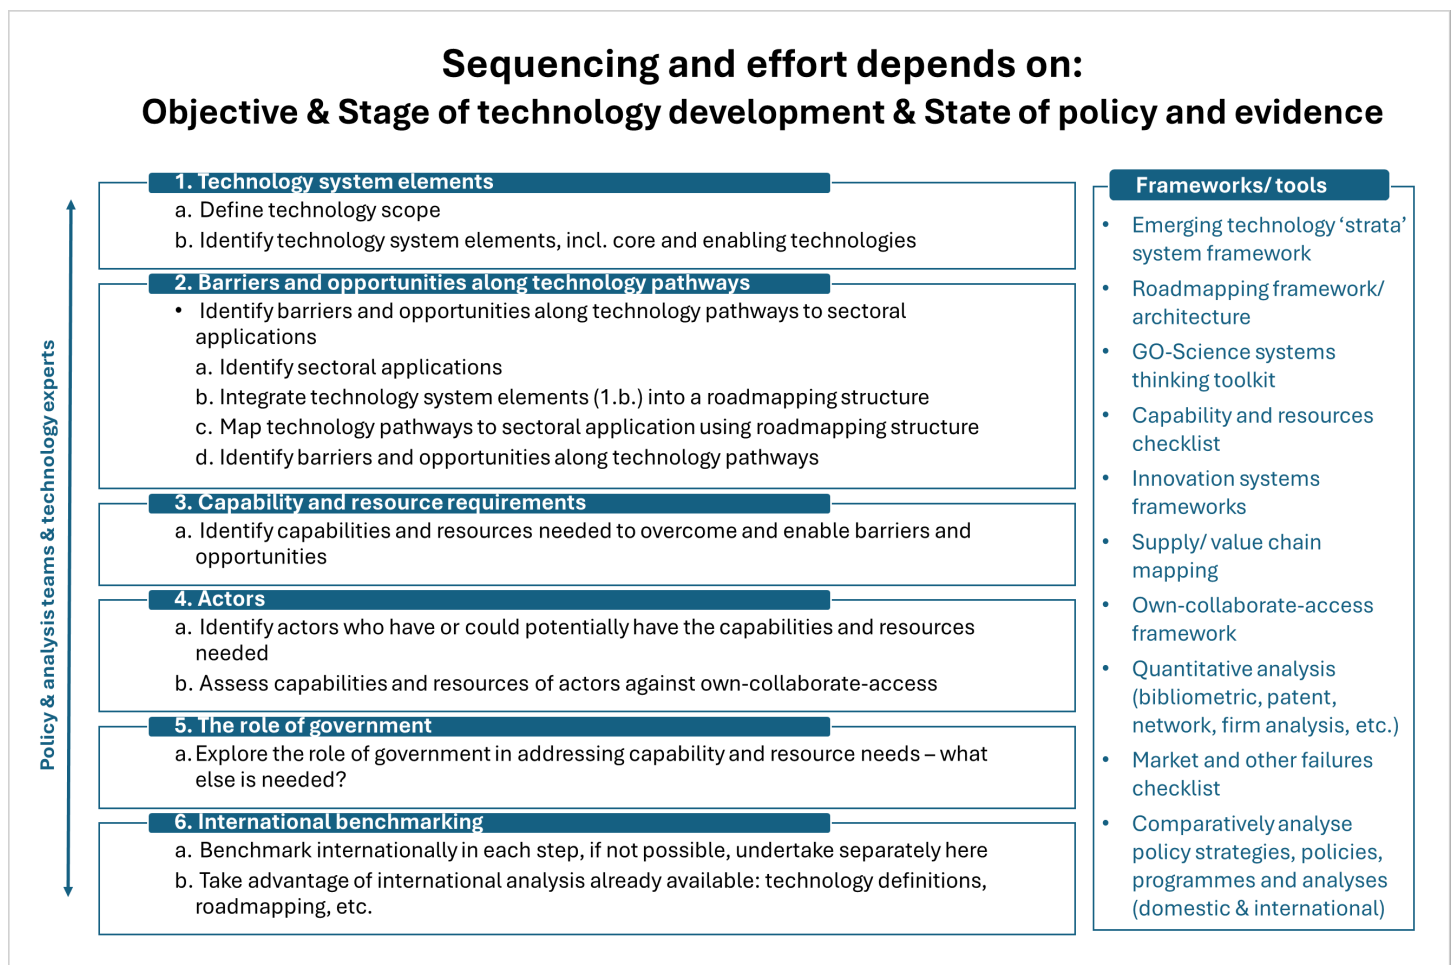 Sequencing and effort depends on:
Objective & Stage of technology development & State of policy and evidence
Policy & analysis teams & technology experts
1. Technology system elements
a. Define technology scope
b. Identify technology system elements, incl. core and enabling technologies
2. Barriers and opportunities along technology pathways
• Identify barriers and opportunities along technology pathways to sectoral
applications
a. Identify sectoral applications
b. Integrate technology system elements (1.b.) into a roadmapping structure
c. Map technology pathways to sectoral application using roadmapping structure
d. Identify barriers and opportunities along technology pathways
3. Capability and resource requirements
a. Identify capabilities and resources needed to overcome and enable barriers and
opportunities
4. Actors
a. Identify actors who have or could potentially have the capabilities and resources
needed
b. Assess capabilities and resources of actors against own-collaborate-access
5. The role of government
a. Explore the role of government in addressing capability and resource needs – what
else is needed?
6. International benchmarking
a. Benchmark internationally in each step, if not possible, undertake separately here
b. Take advantage of international analysis already available: technology definitions,
roadmapping, etc.
Frameworks/ tools
• Emerging technology ‘strata’
system framework
• Roadmapping framework/
architecture
• GO-Science systems
thinking toolkit
• Capability and resources
checklist
• Innovation systems
frameworks
• Supply/ value chain
mapping
• Own-collaborate-access
framework
• Quantitative analysis
(bibliometric, patent,
network, firm analysis, etc.)
• Market and other failures
checklist
• Comparatively analyse
policy strategies, policies,
programmes and analyses
(domestic & international)